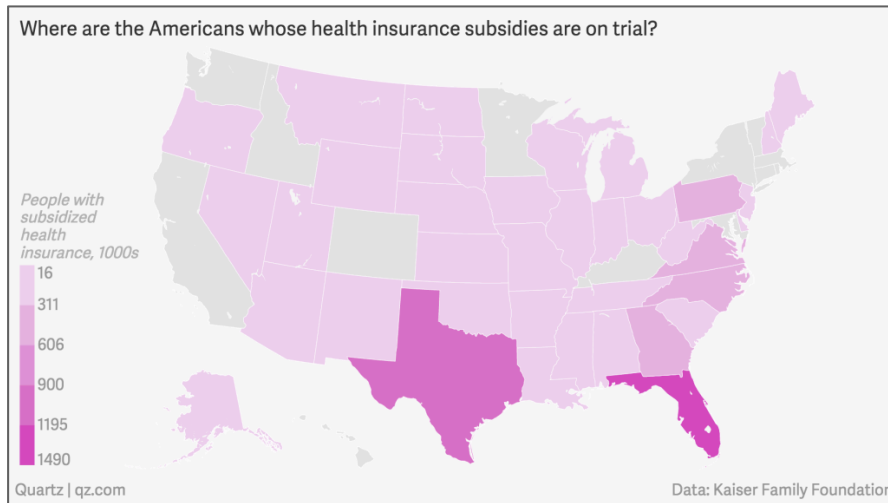 Where are the Americans whose health insurance subsidies are on trial?
People with
subsidized
health
insurance, 1000s
16
311
606
900
1195
1490
Quartz | qz.com
Data: Kaiser Family Foundation